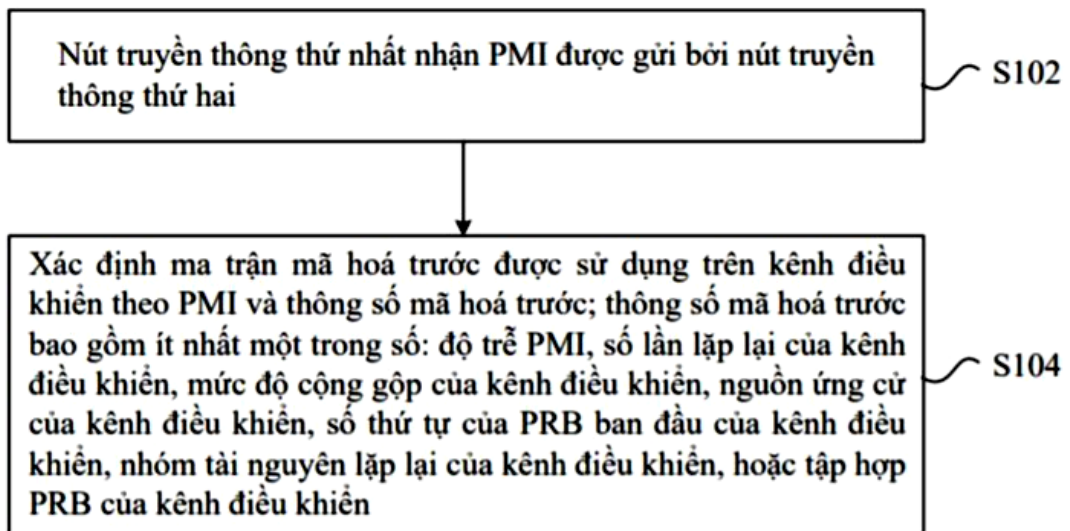 Nút truyền thông thứ nhất nhận PMI được gửi bởi nút truyền
thông thứ hai
S102
Xác định ma trận mã hoá trước được sử dụng trên kênh điều
khiển theo PMI và thông số mã hoá trước; thông số mã hoá trước
bao gồm ít nhất một trong số: độ trễ PMI, số lần lặp lại của kênh
điều khiển, mức độ cộng gộp của kênh điều khiển, nguồn ứng cử
của kênh điều khiển, số thứ tự của PRB ban đầu của kênh điều
khiển, nhóm tài nguyên lặp lại của kênh điều khiển, hoặc tập hợp
PRB của kênh điều khiển
S104